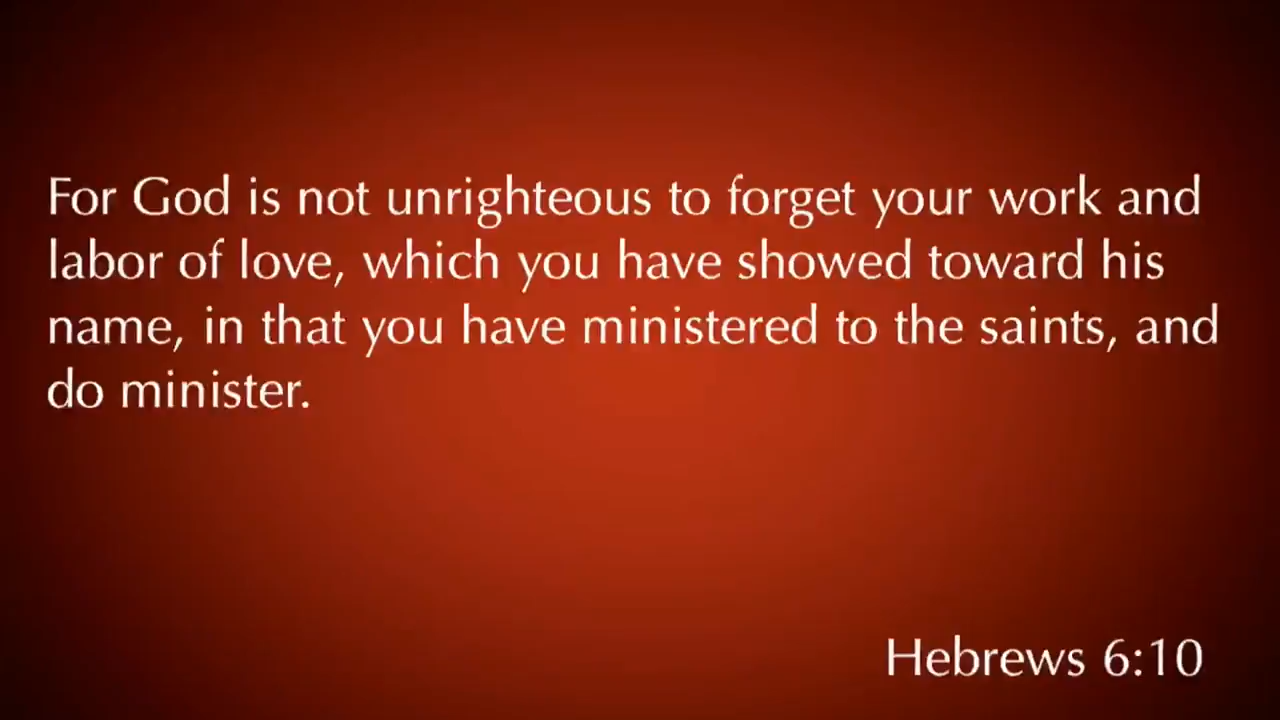 For God is not unrighteous to forget your work and
labor of love, which you have showed toward his
name, in that you have ministered to the saints, and
do minister.
Hebrews 6:10